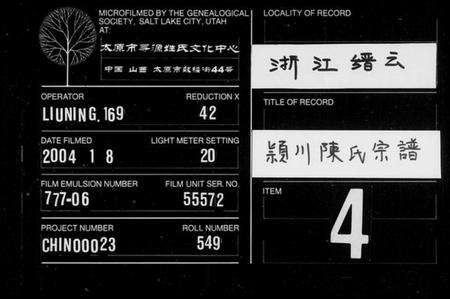 MICROFILMED BY THE GENEALOGICAL
SOCIETY, SALT LAKE CITY, UTAH
AT:
太原市寻源姓氏文化中心
中国 山西 太原市鼓楼街44号
OPERATOR
REDUCTION X
LIUNING,169
42
DATE FILMED
LIGHT METER SETTING
2004 1 8
20
FILM EMULSION NUMBER
FILM UNIT SER. NO.
777-06
55572
PROJECT NUMBER
ROLL NUMBER
CHIN00023
549
LOCALITY OF RECORD
浙江缙云
TITLE OF RECORD
颍川陳氏宗譜
ITEM
4